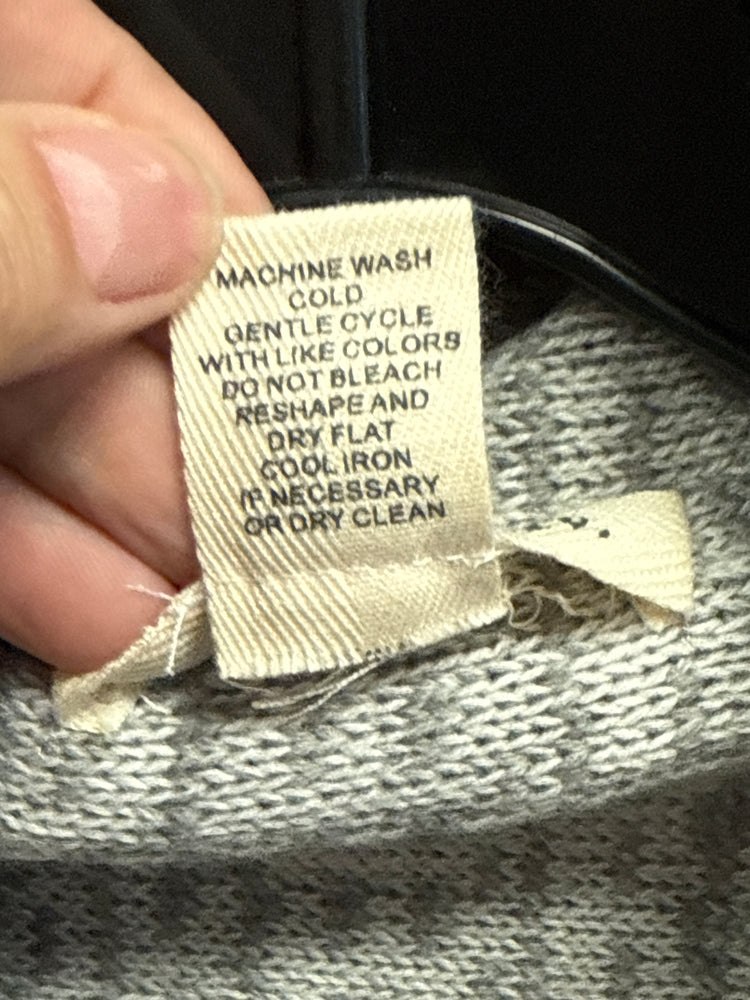 MACHINE WASH
COLD
GENTLE CYCLE
WITH LIKE COLORS
DO NOT BLEACH
RESHAPE AND
DRY FLAT
COOL IRON
IF NECESSARY
OR DRY CLEAN